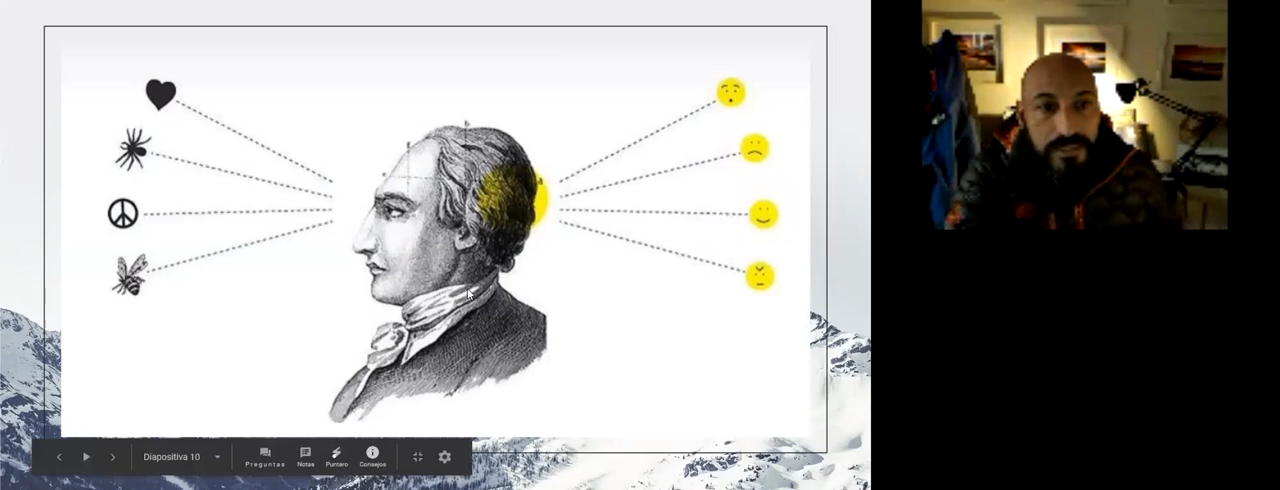 Diapositiva 10
Preguntas
Notas
Puntero
Consejos